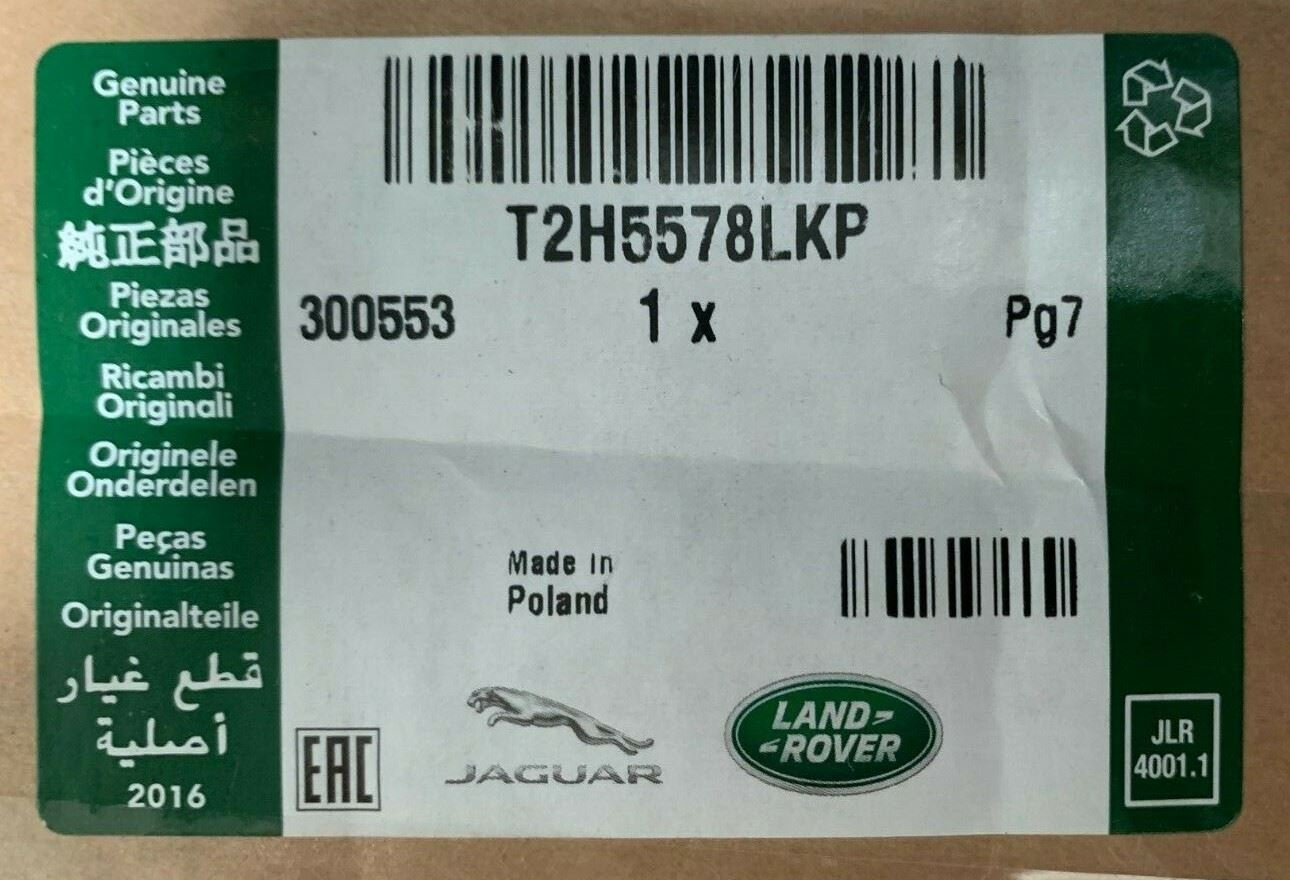 Genuine
Parts
Pièces
d'Origine
純正部品
Piezas
Originales
Ricambi
Originali
Originele
Onderdelen
Peças
Genuinas
Originalteile
قطع غيار
أصلية
2016
T2H5578LKP
300553 1 x Pg7
Made in
Poland
EAC
JAGUAR
LAND-
-ROVER
JLR
4001.1